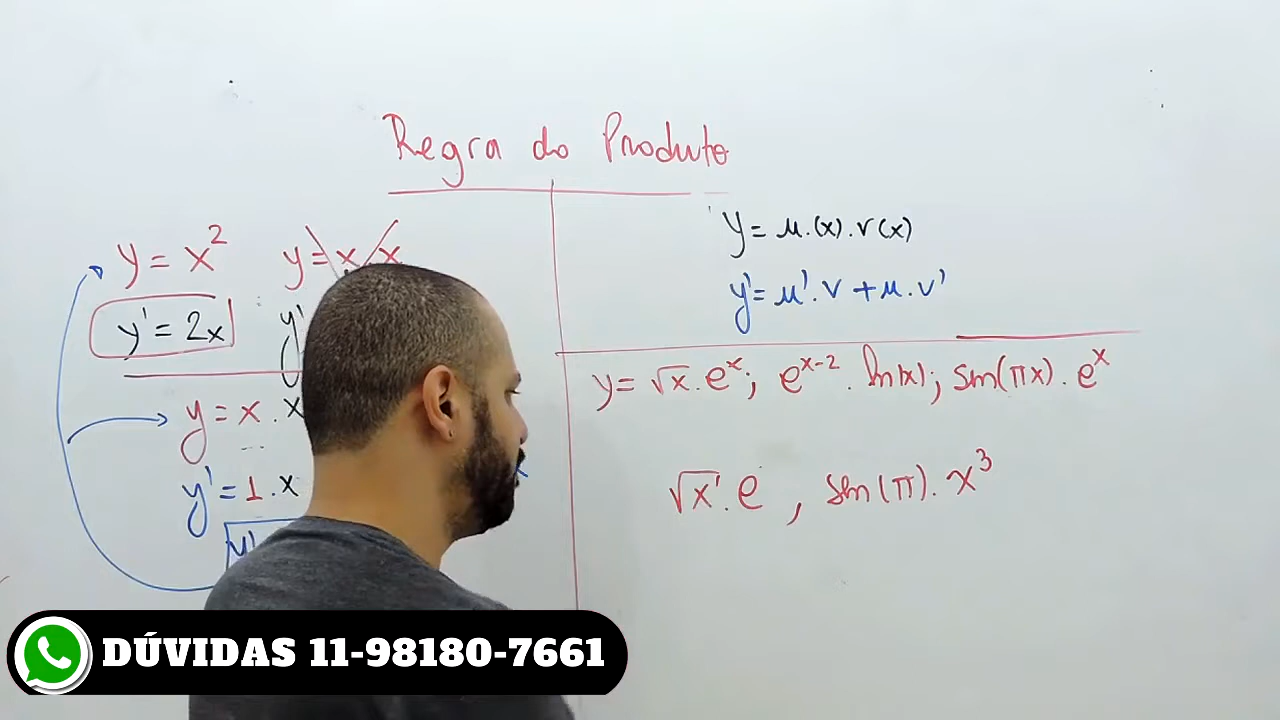 Regra do Produto
y = x² y = x x
y' = 2x y'
y = x . x
y' = 1 . x
y'
y = μ.(x) . v(x)
y' = μ' . v + μ . v'
y = √x . eˣ ; eˣ⁻² . ln(x) ; sen(πx) . eˣ
√x . e , sen(π) . x³
DÚVIDAS 11-98180-7661